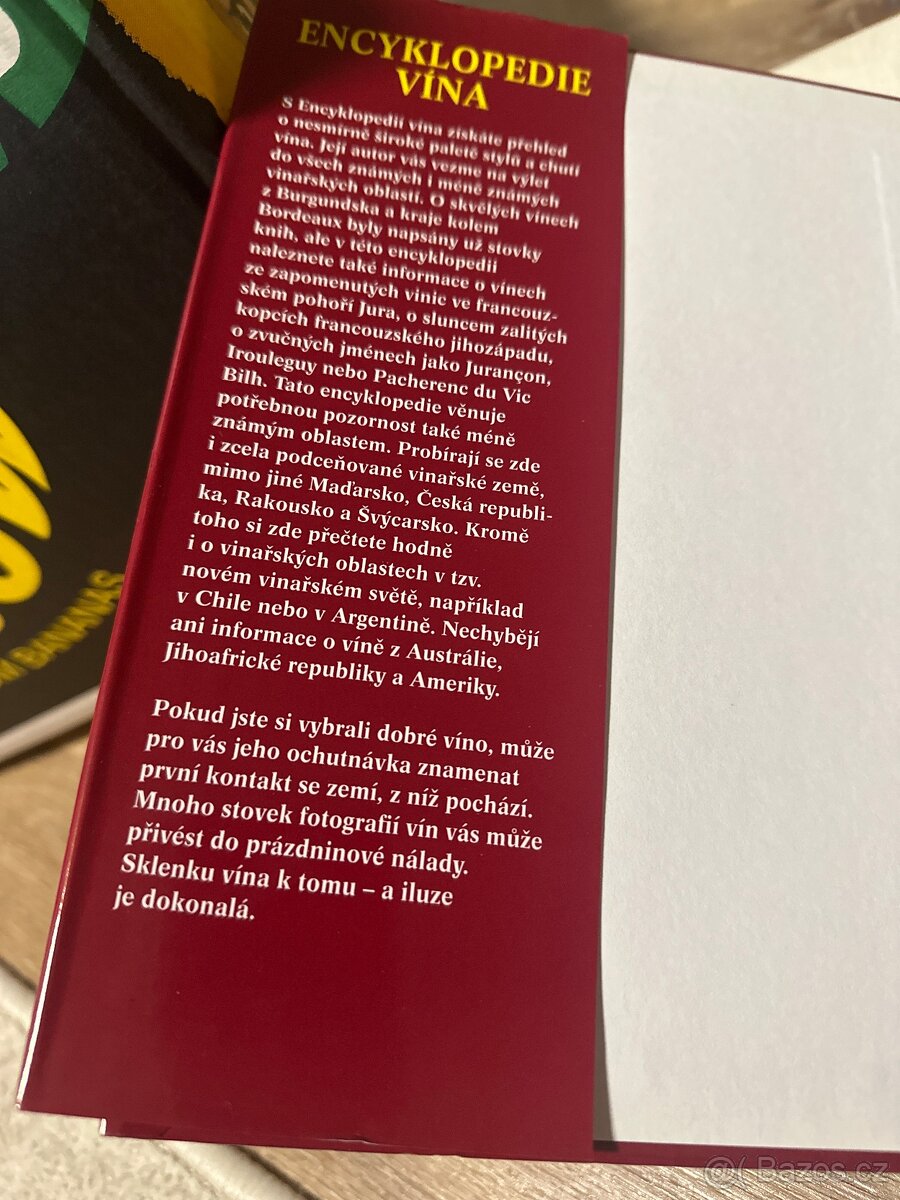 ENCYKLOPEDIE
VÍNA
S Encyklopedií vína získáte přehled
o nesmírně široké paletě stylů a chutí
vína. Její autor vás vezme na výlet
do všech známých i méně známých
vinařských oblastí. O skvělých vínech
z Burgundska a kraje kolem
Bordeaux byly napsány už stovky
knih, ale v této encyklopedii
naleznete také informace o vínech
ze zapomenutých vinic ve francouz-
ském pohoří Jura, o sluncem zalitých
kopcích francouzského jihozápadu,
o zvučných jménech jako Jurançon,
Irouleguy nebo Pacherenc du Vic
Bilh. Tato encyklopedie věnuje
potřebnou pozornost také méně
známým oblastem. Probírají se zde
i zcela podceňované vinařské země,
mimo jiné Maďarsko, Česká republi-
ka, Rakousko a Švýcarsko. Kromě
toho si zde přečtete hodně
i o vinařských oblastech v tzv.
novém vinařském světě, například
v Chile nebo v Argentině. Nechybějí
ani informace o víně z Austrálie,
Jihoafrické republiky a Ameriky.
Pokud jste si vybrali dobré víno, může
pro vás jeho ochutnávka znamenat
první kontakt se zemí, z níž pochází.
Mnoho stovek fotografií vín vás může
přivést do prázdninové nálady.
Sklenku vína k tomu – a iluze
je dokonalá.
BANANAS
Bazos.cz